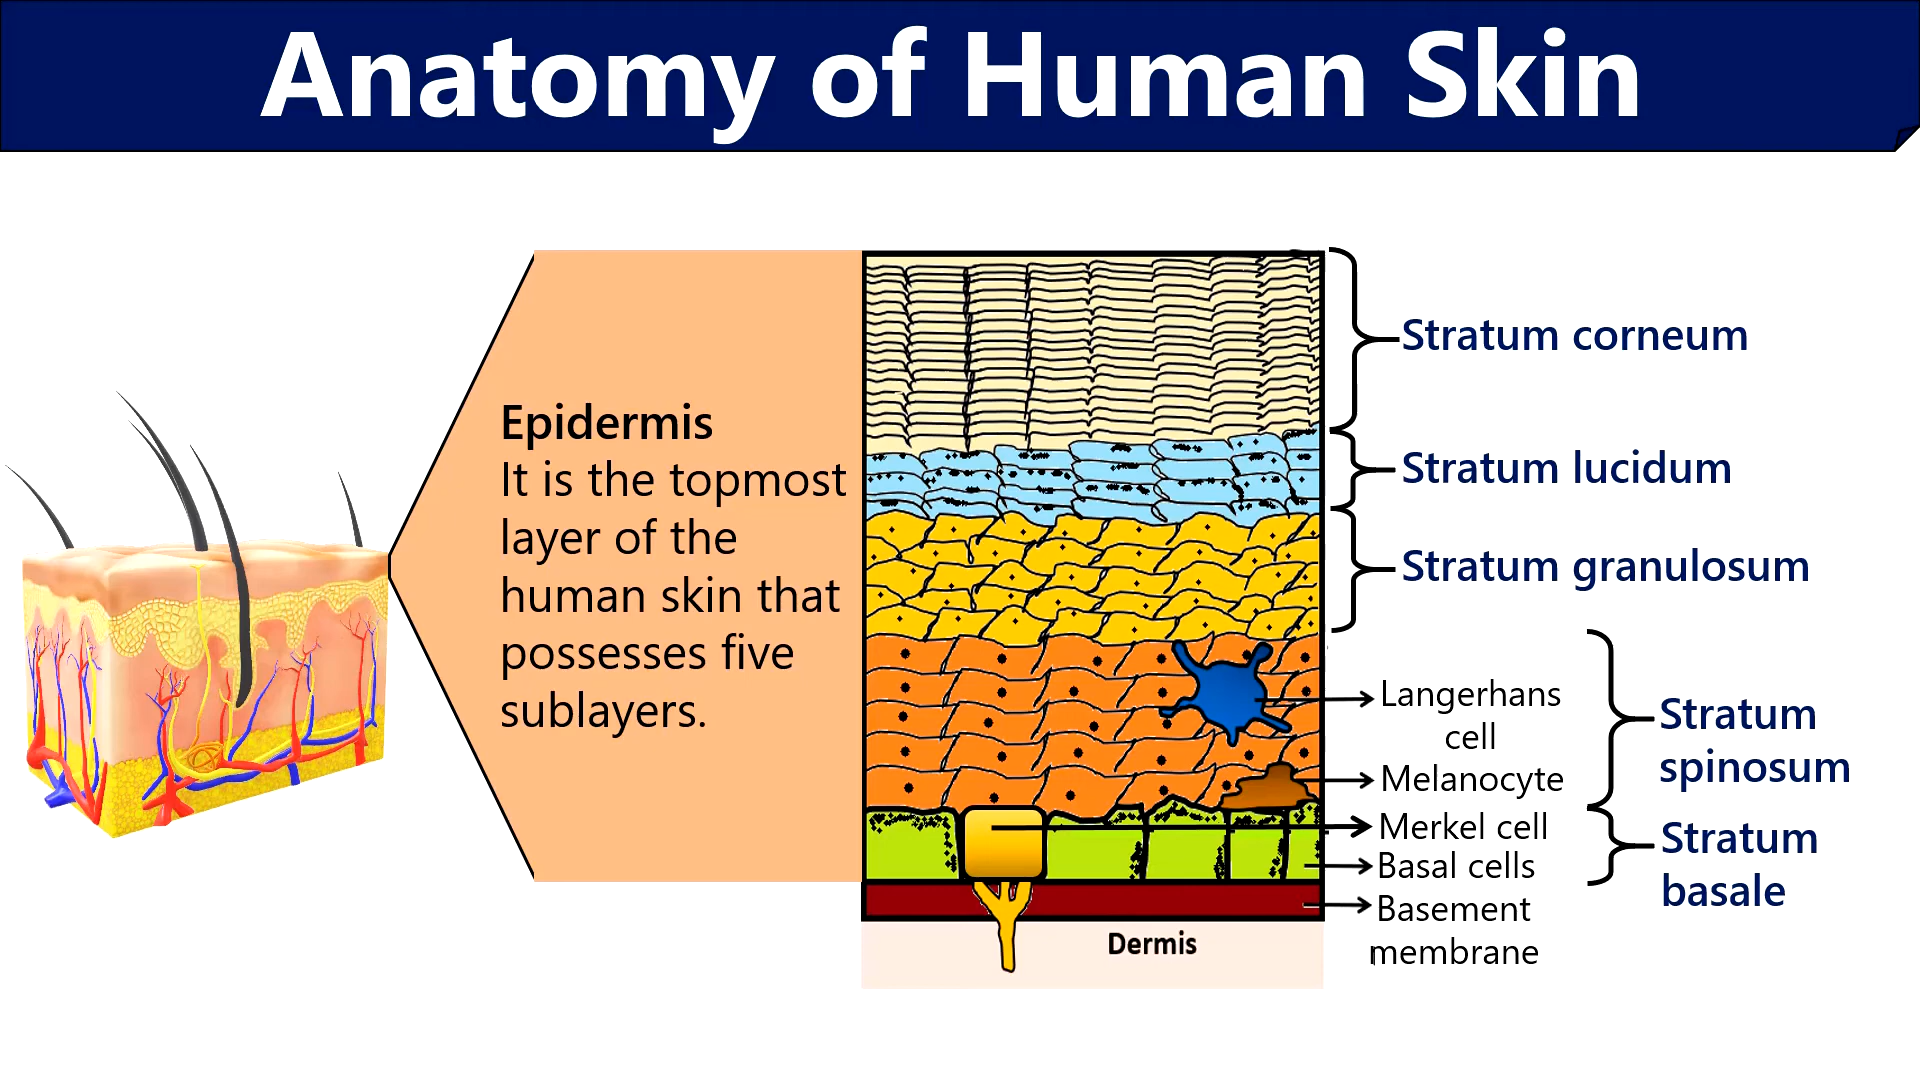 Anatomy of Human Skin
Epidermis
It is the topmost
layer of the
human skin that
possesses five
sublayers.
Stratum corneum
Stratum lucidum
Stratum granulosum
Langerhans
cell
Melanocyte
Merkel cell
Basal cells
Basement
membrane
Stratum
spinosum
Stratum
basale
Dermis